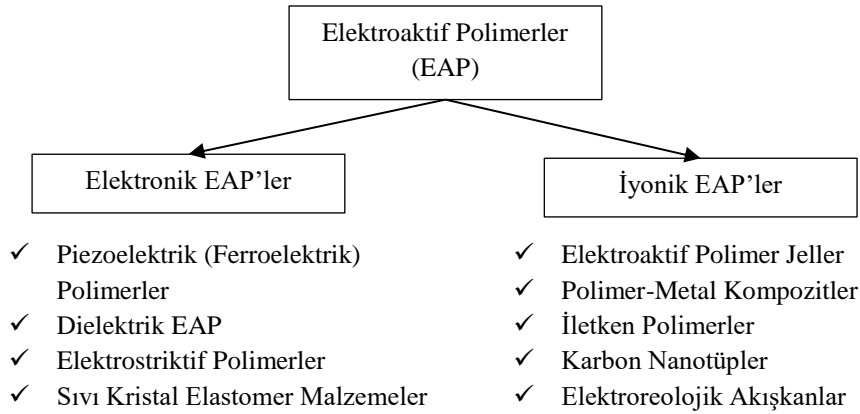 Elektroaktif Polimerler
(EAP)
Elektronik EAP’ler
İyonik EAP’ler
✓ Piezoelektrik (Ferroelektrik)
Polimerler
✓ Dielektrik EAP
✓ Elektrostriktif Polimerler
✓ Sıvı Kristal Elastomer Malzemeler
✓ Elektroaktif Polimer Jeller
✓ Polimer-Metal Kompozitler
✓ İletken Polimerler
✓ Karbon Nanotüpler
✓ Elektroreolojik Akışkanlar